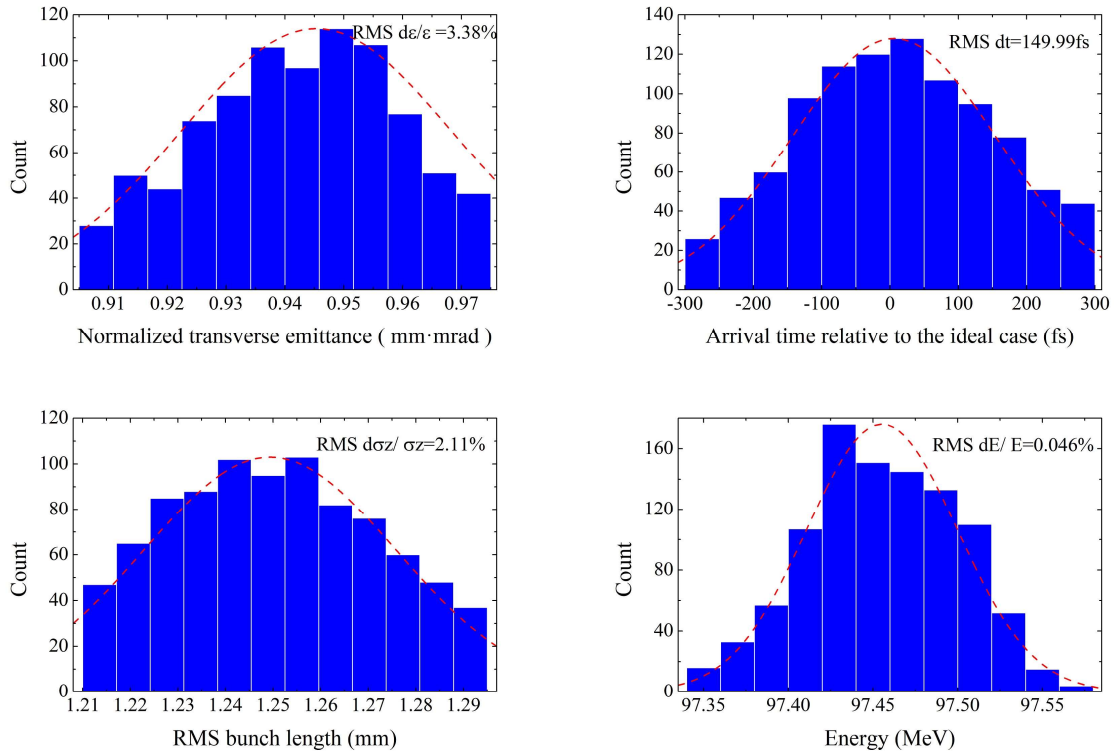 RMS dε/ε =3.38%
120
100
80
60
40
20
0
Count
0.91 0.92 0.93 0.94 0.95 0.96 0.97
Normalized transverse emittance ( mm·mrad )
RMS dt=149.99fs
140
120
100
80
60
40
20
0
Count
-300 -200 -100 0 100 200 300
Arrival time relative to the ideal case (fs)
RMS dσz/ σz=2.11%
120
100
80
60
40
20
0
Count
1.21 1.22 1.23 1.24 1.25 1.26 1.27 1.28 1.29
RMS bunch length (mm)
RMS dE/ E=0.046%
160
120
80
40
0
Count
97.35 97.40 97.45 97.50 97.55
Energy (MeV)